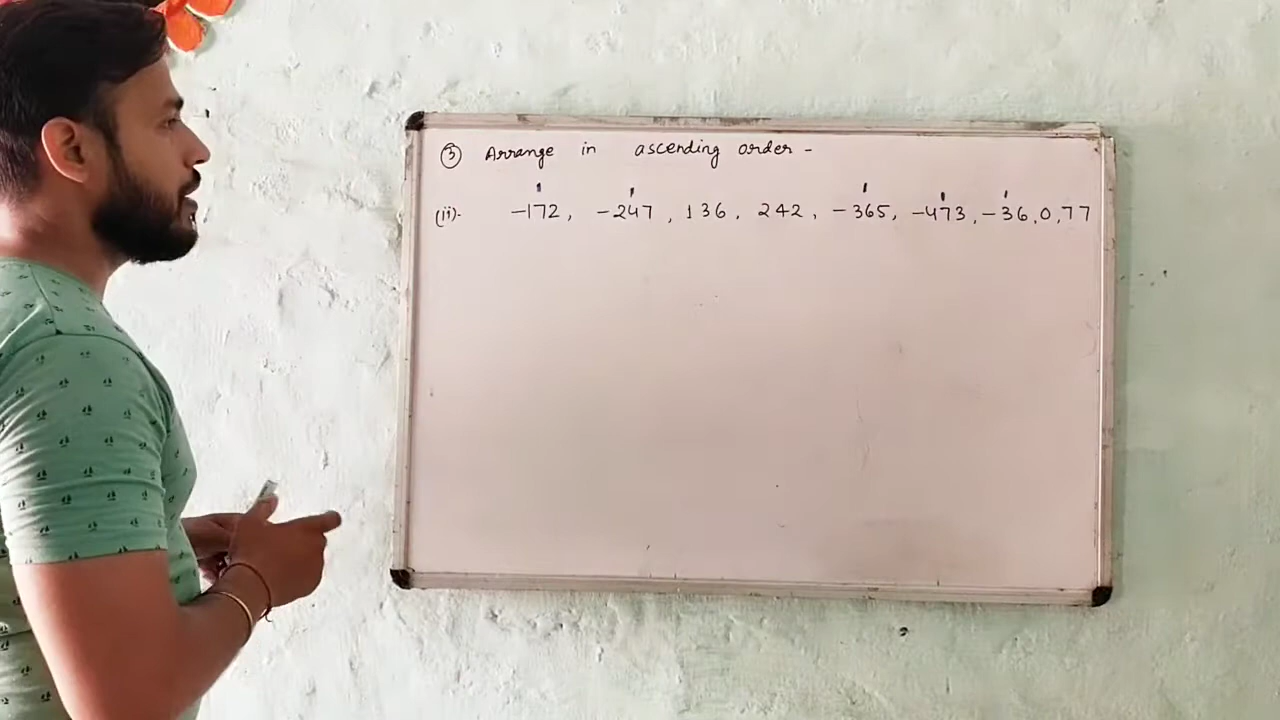 ③ Arrange in ascending order -
(ii)- -172, -247, 136, 242, -365, -473, -36, 0, 77